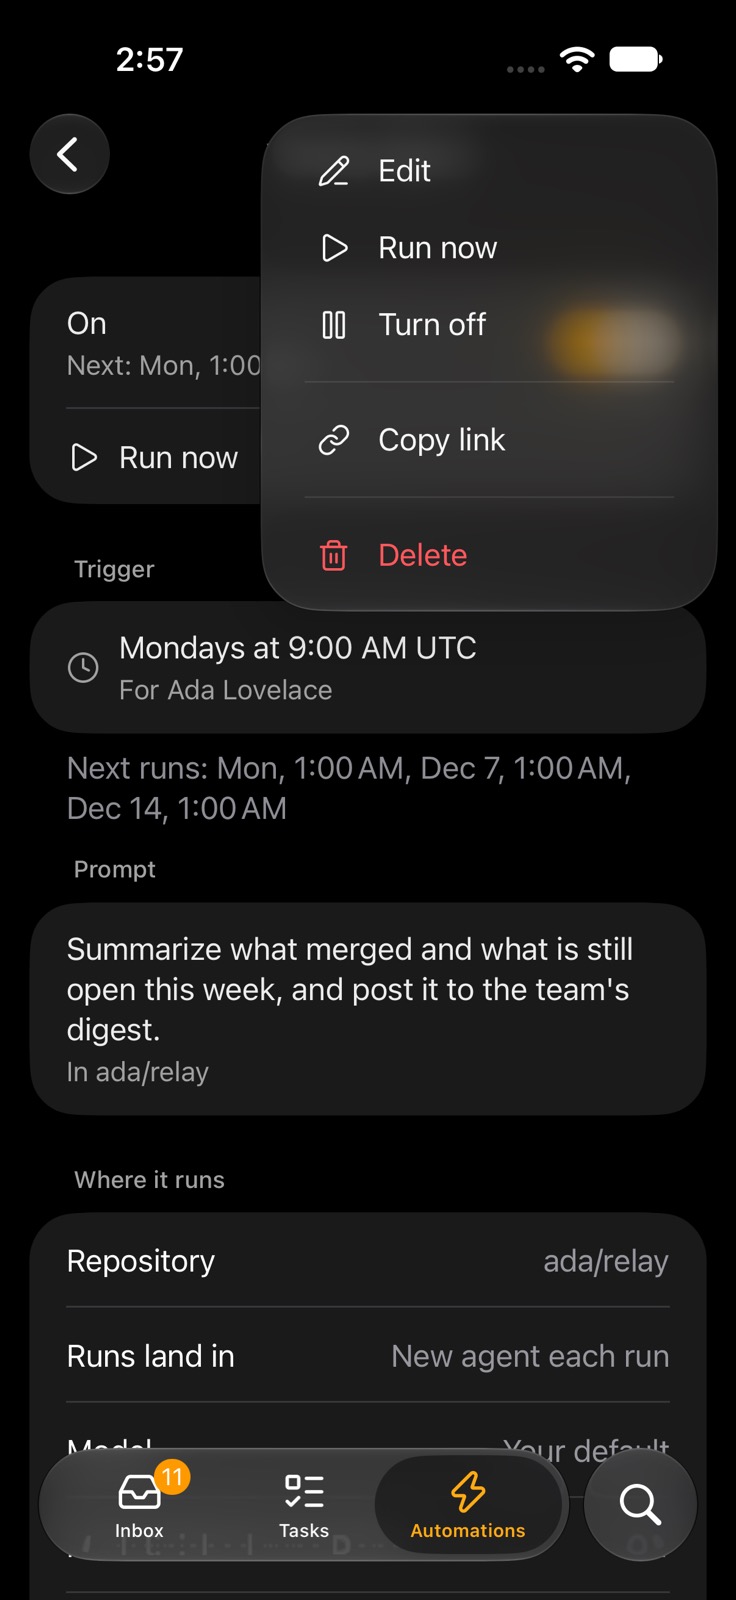 2:57
Edit
Run now
Turn off
Copy link
Delete
On
Next: Mon, 1:00
Run now
Trigger
Mondays at 9:00 AM UTC
For Ada Lovelace
Next runs: Mon, 1:00 AM, Dec 7, 1:00 AM,
Dec 14, 1:00 AM
Prompt
Summarize what merged and what is still
open this week, and post it to the team's
digest.
In ada/relay
Where it runs
Repository ada/relay
Runs land in New agent each run
Model Your default
11
Inbox Tasks Automations